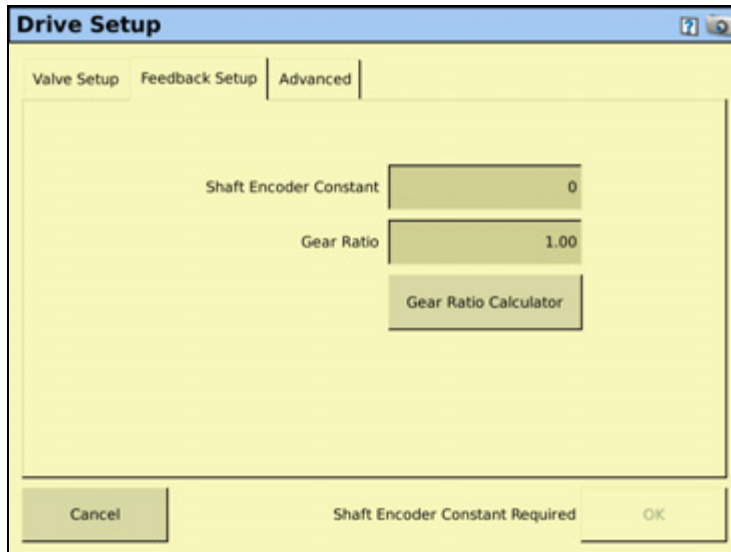 Drive Setup
?
Valve Setup Feedback Setup Advanced
Shaft Encoder Constant 0
Gear Ratio 1.00
Gear Ratio Calculator
Cancel Shaft Encoder Constant Required OK